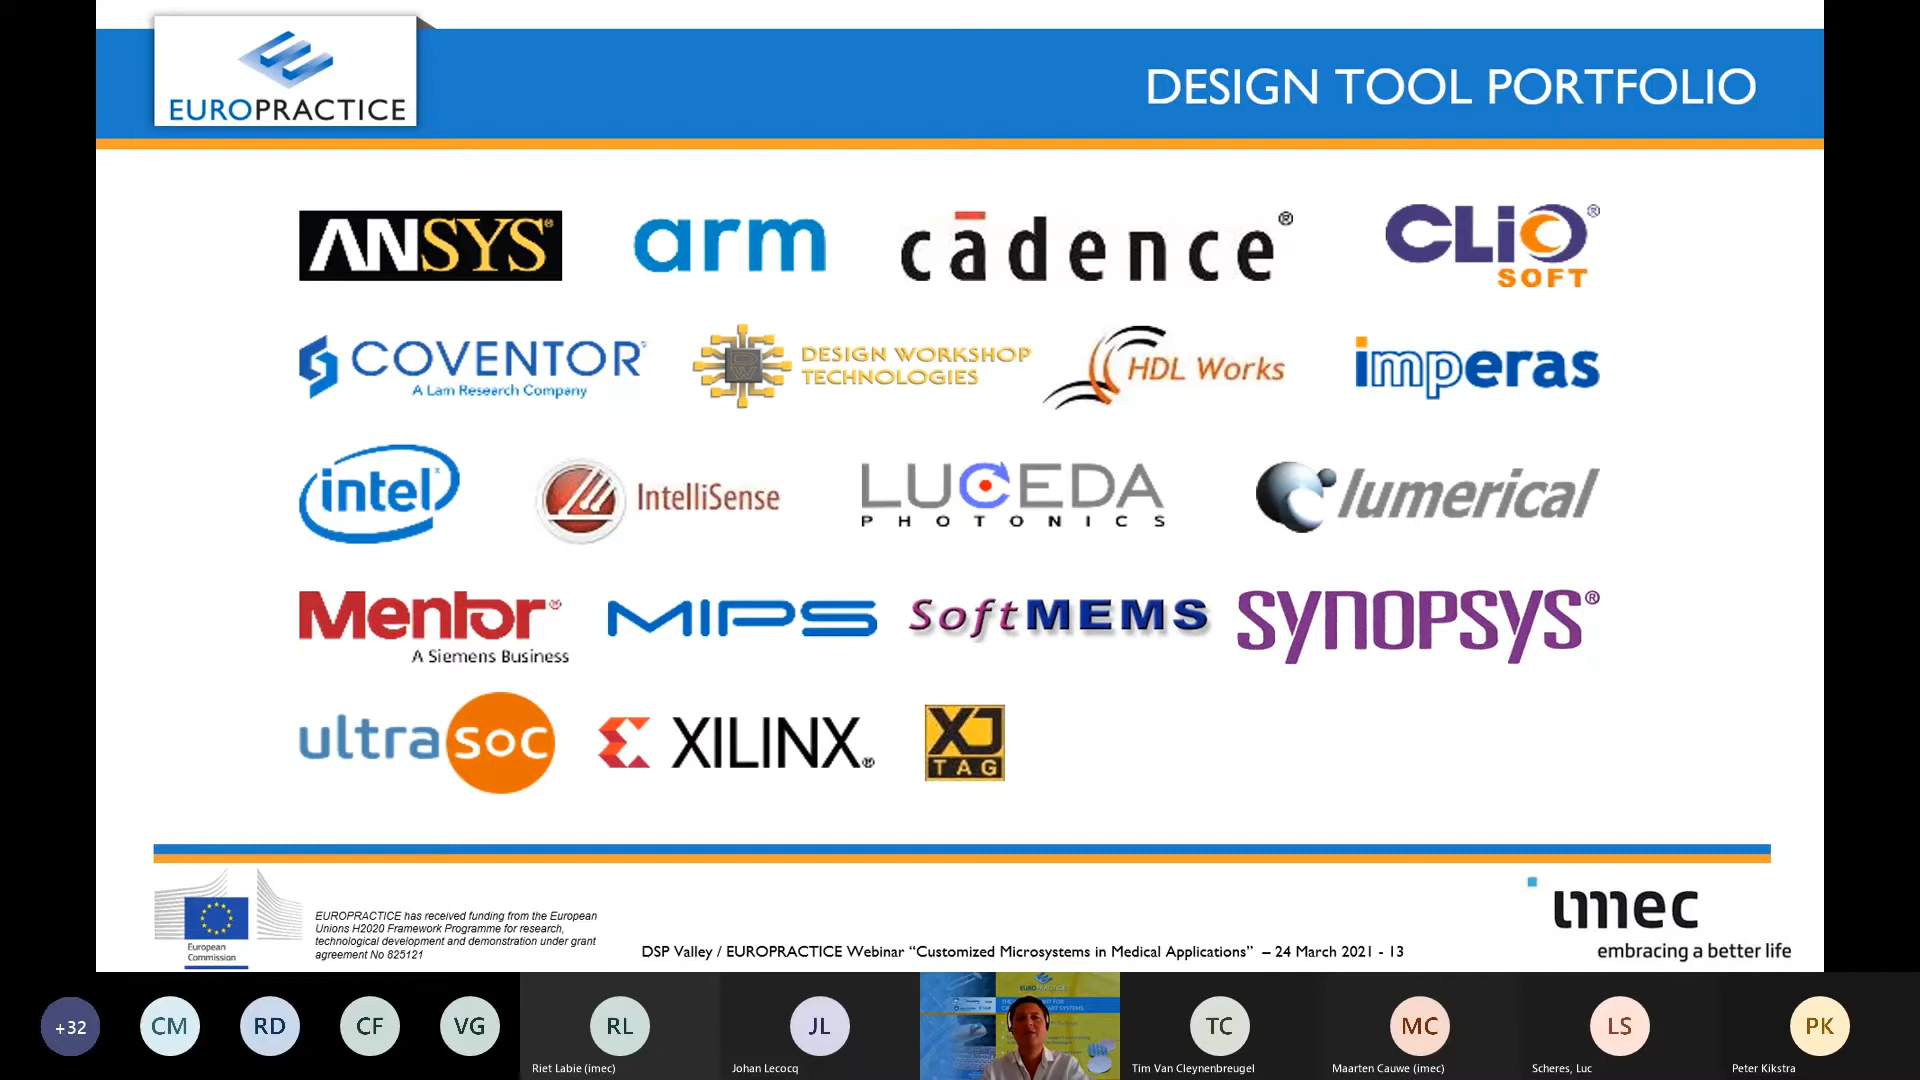 EUROPRACTICE
DESIGN TOOL PORTFOLIO
ANSYS®
arm
cādence®
CLiO®
SOFT
COVENTOR
A Lam Research Company
DESIGN WORKSHOP
TECHNOLOGIES
DW
HDL Works
imperas
intel
IntelliSense
LUCEDA
PHOTONICS
lumerical
Mentor®
A Siemens Business
MIPS
SoftMEMS
SYNOPSYS®
ultrasoc
XILINX®
XJ
TAG
European
Commission
EUROPRACTICE has received funding from the European
Unions H2020 Framework Programme for research,
technological development and demonstration under grant
agreement No 825121
DSP Valley / EUROPRACTICE Webinar “Customized Microsystems in Medical Applications” – 24 March 2021 - 13
imec
embracing a better life
+32
CM
RD
CF
VG
RL
Riet Labie (imec)
JL
Johan Lecocq
EUROPRACTICE
TC
Tim Van Cleynenbreugel
MC
Maarten Cauwe (imec)
LS
Scheres, Luc
PK
Peter Kikstra